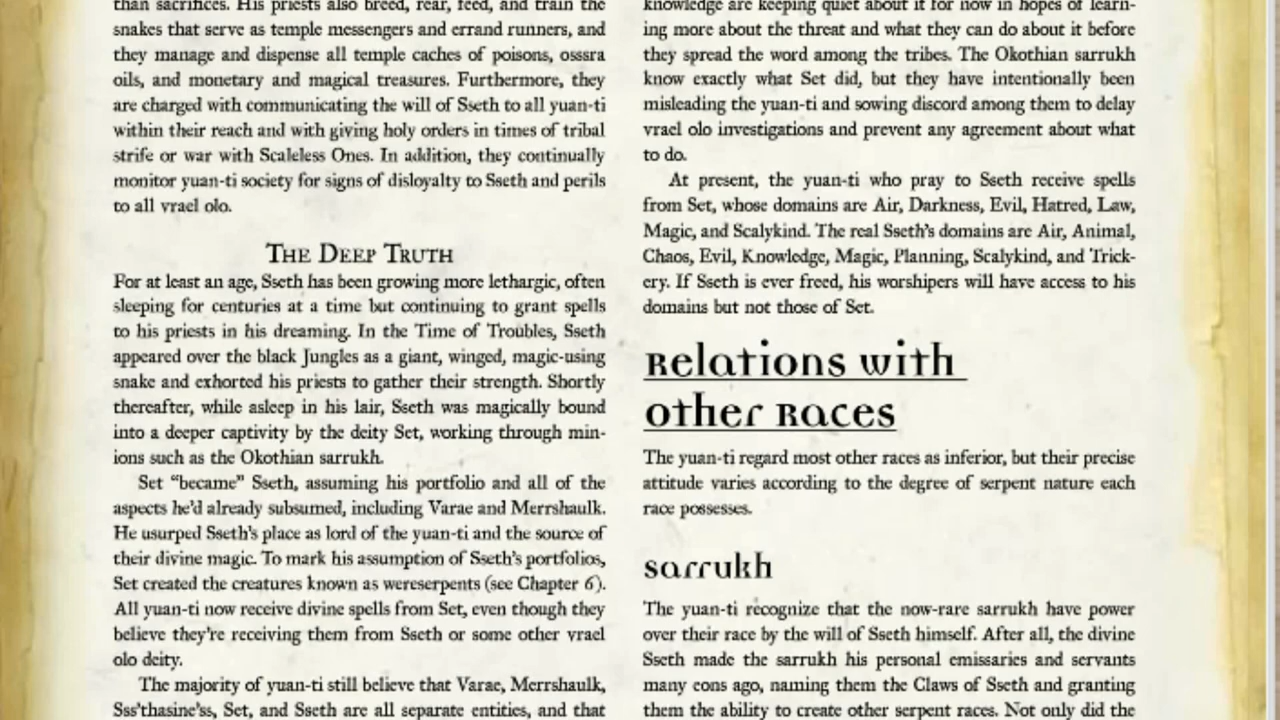 than sacrifices. His priests also breed, rear, feed, and train the
snakes that serve as temple messengers and errand runners, and
they manage and dispense all temple caches of poisons, osssra
oils, and monetary and magical treasures. Furthermore, they
are charged with communicating the will of Sseth to all yuan-ti
within their reach and with giving holy orders in times of tribal
strife or war with Scaleless Ones. In addition, they continually
monitor yuan-ti society for signs of disloyalty to Sseth and perils
to all vrael olo.
The Deep Truth
For at least an age, Sseth has been growing more lethargic, often
sleeping for centuries at a time but continuing to grant spells
to his priests in his dreaming. In the Time of Troubles, Sseth
appeared over the black Jungles as a giant, winged, magic-using
snake and exhorted his priests to gather their strength. Shortly
thereafter, while asleep in his lair, Sseth was magically bound
into a deeper captivity by the deity Set, working through min-
ions such as the Okothian sarrukh.
Set “became” Sseth, assuming his portfolio and all of the
aspects he’d already subsumed, including Varae and Merrshaulk.
He usurped Sseth’s place as lord of the yuan-ti and the source of
their divine magic. To mark his assumption of Sseth’s portfolios,
Set created the creatures known as wereserpents (see Chapter 6).
All yuan-ti now receive divine spells from Set, even though they
believe they’re receiving them from Sseth or some other vrael
olo deity.
The majority of yuan-ti still believe that Varae, Merrshaulk,
Sss’thasine’ss, Set, and Sseth are all separate entities, and that
knowledge are keeping quiet about it for now in hopes of learn-
ing more about the threat and what they can do about it before
they spread the word among the tribes. The Okothian sarrukh
know exactly what Set did, but they have intentionally been
misleading the yuan-ti and sowing discord among them to delay
vrael olo investigations and prevent any agreement about what
to do.
At present, the yuan-ti who pray to Sseth receive spells
from Set, whose domains are Air, Darkness, Evil, Hatred, Law,
Magic, and Scalykind. The real Sseth’s domains are Air, Animal,
Chaos, Evil, Knowledge, Magic, Planning, Scalykind, and Trick-
ery. If Sseth is ever freed, his worshipers will have access to his
domains but not those of Set.
Relations with
other Races
The yuan-ti regard most other races as inferior, but their precise
attitude varies according to the degree of serpent nature each
race possesses.
sarrukh
The yuan-ti recognize that the now-rare sarrukh have power
over their race by the will of Sseth himself. After all, the divine
Sseth made the sarrukh his personal emissaries and servants
many eons ago, naming them the Claws of Sseth and granting
them the ability to create other serpent races. Not only did the